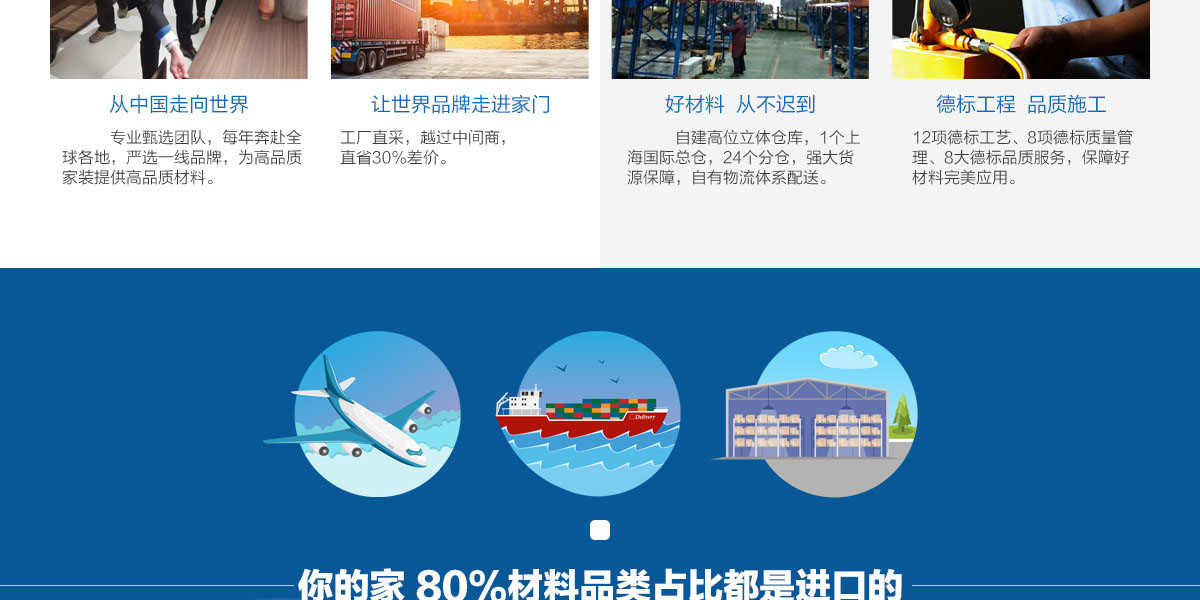 从中国走向世界
专业甄选团队，每年奔赴全
球各地，严选一线品牌，为高品质
家装提供高品质材料。
让世界品牌走进家门
工厂直采，越过中间商，
直省30%差价。
好材料 从不迟到
自建高位立体仓库，1个上
海国际总仓，24个分仓，强大货
源保障，自有物流体系配送。
德标工程 品质施工
12项德标工艺、8项德标质量管
理、8大德标品质服务，保障好
材料完美应用。
Delivery
你的家 80%材料品类占比都是进口的